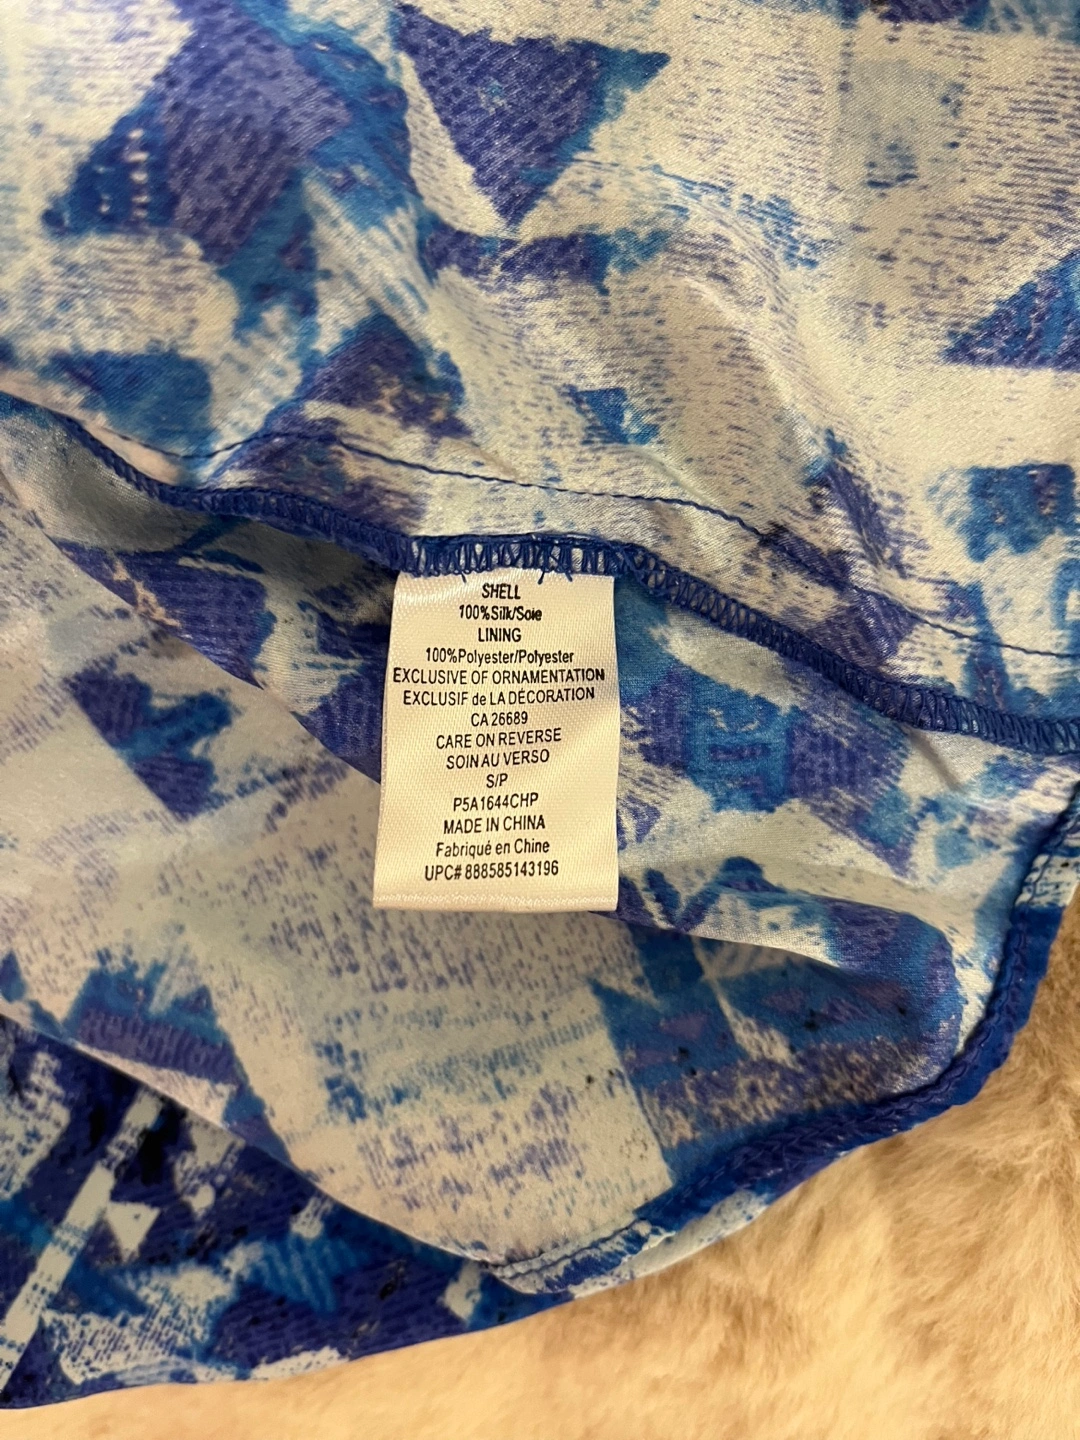 SHELL
100%Silk/Soie
LINING
100%Polyester/Polyester
EXCLUSIVE OF ORNAMENTATION
EXCLUSIF de LA DÉCORATION
CA 26689
CARE ON REVERSE
SOIN AU VERSO
S/P
P5A1644CHP
MADE IN CHINA
Fabriqué en Chine
UPC# 888585143196